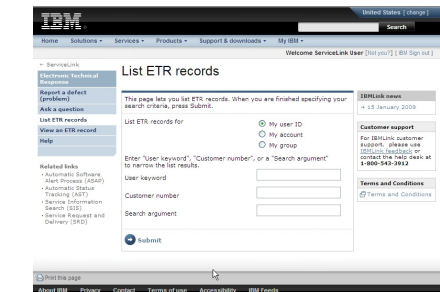 United States [ change ]
IBM
Search
Home Solutions Services Products Support & downloads My IBM
Welcome ServiceLink User [Not you?] [ IBM Sign out ]
← ServiceLink
Electronic Technical
Response
Report a defect
(problem)
Ask a question
List ETR records
View an ETR record
Help
Related links
• Automatic Software
Alert Process (ASAP)
• Automatic Status
Tracking (AST)
• Service Information
Search (SIS)
• Service Request and
Delivery (SRD)
List ETR records
This page lets you list ETR records. When you are finished specifying your
search criteria, press Submit.
List ETR records for
My user ID
My account
My group
Enter "User keyword", "Customer number", or a "Search argument"
to narrow the list results.
User keyword
Customer number
Search argument
Submit
IBMLink news
→ 15 January 2009
Customer support
For IBMLink customer
support, please use
IBMLink feedback or
contact the help desk at
1-800-543-3912
Terms and Conditions
Terms and Conditions
Print this page
About IBM Privacy Contact Terms of use Accessibility IBM Feeds